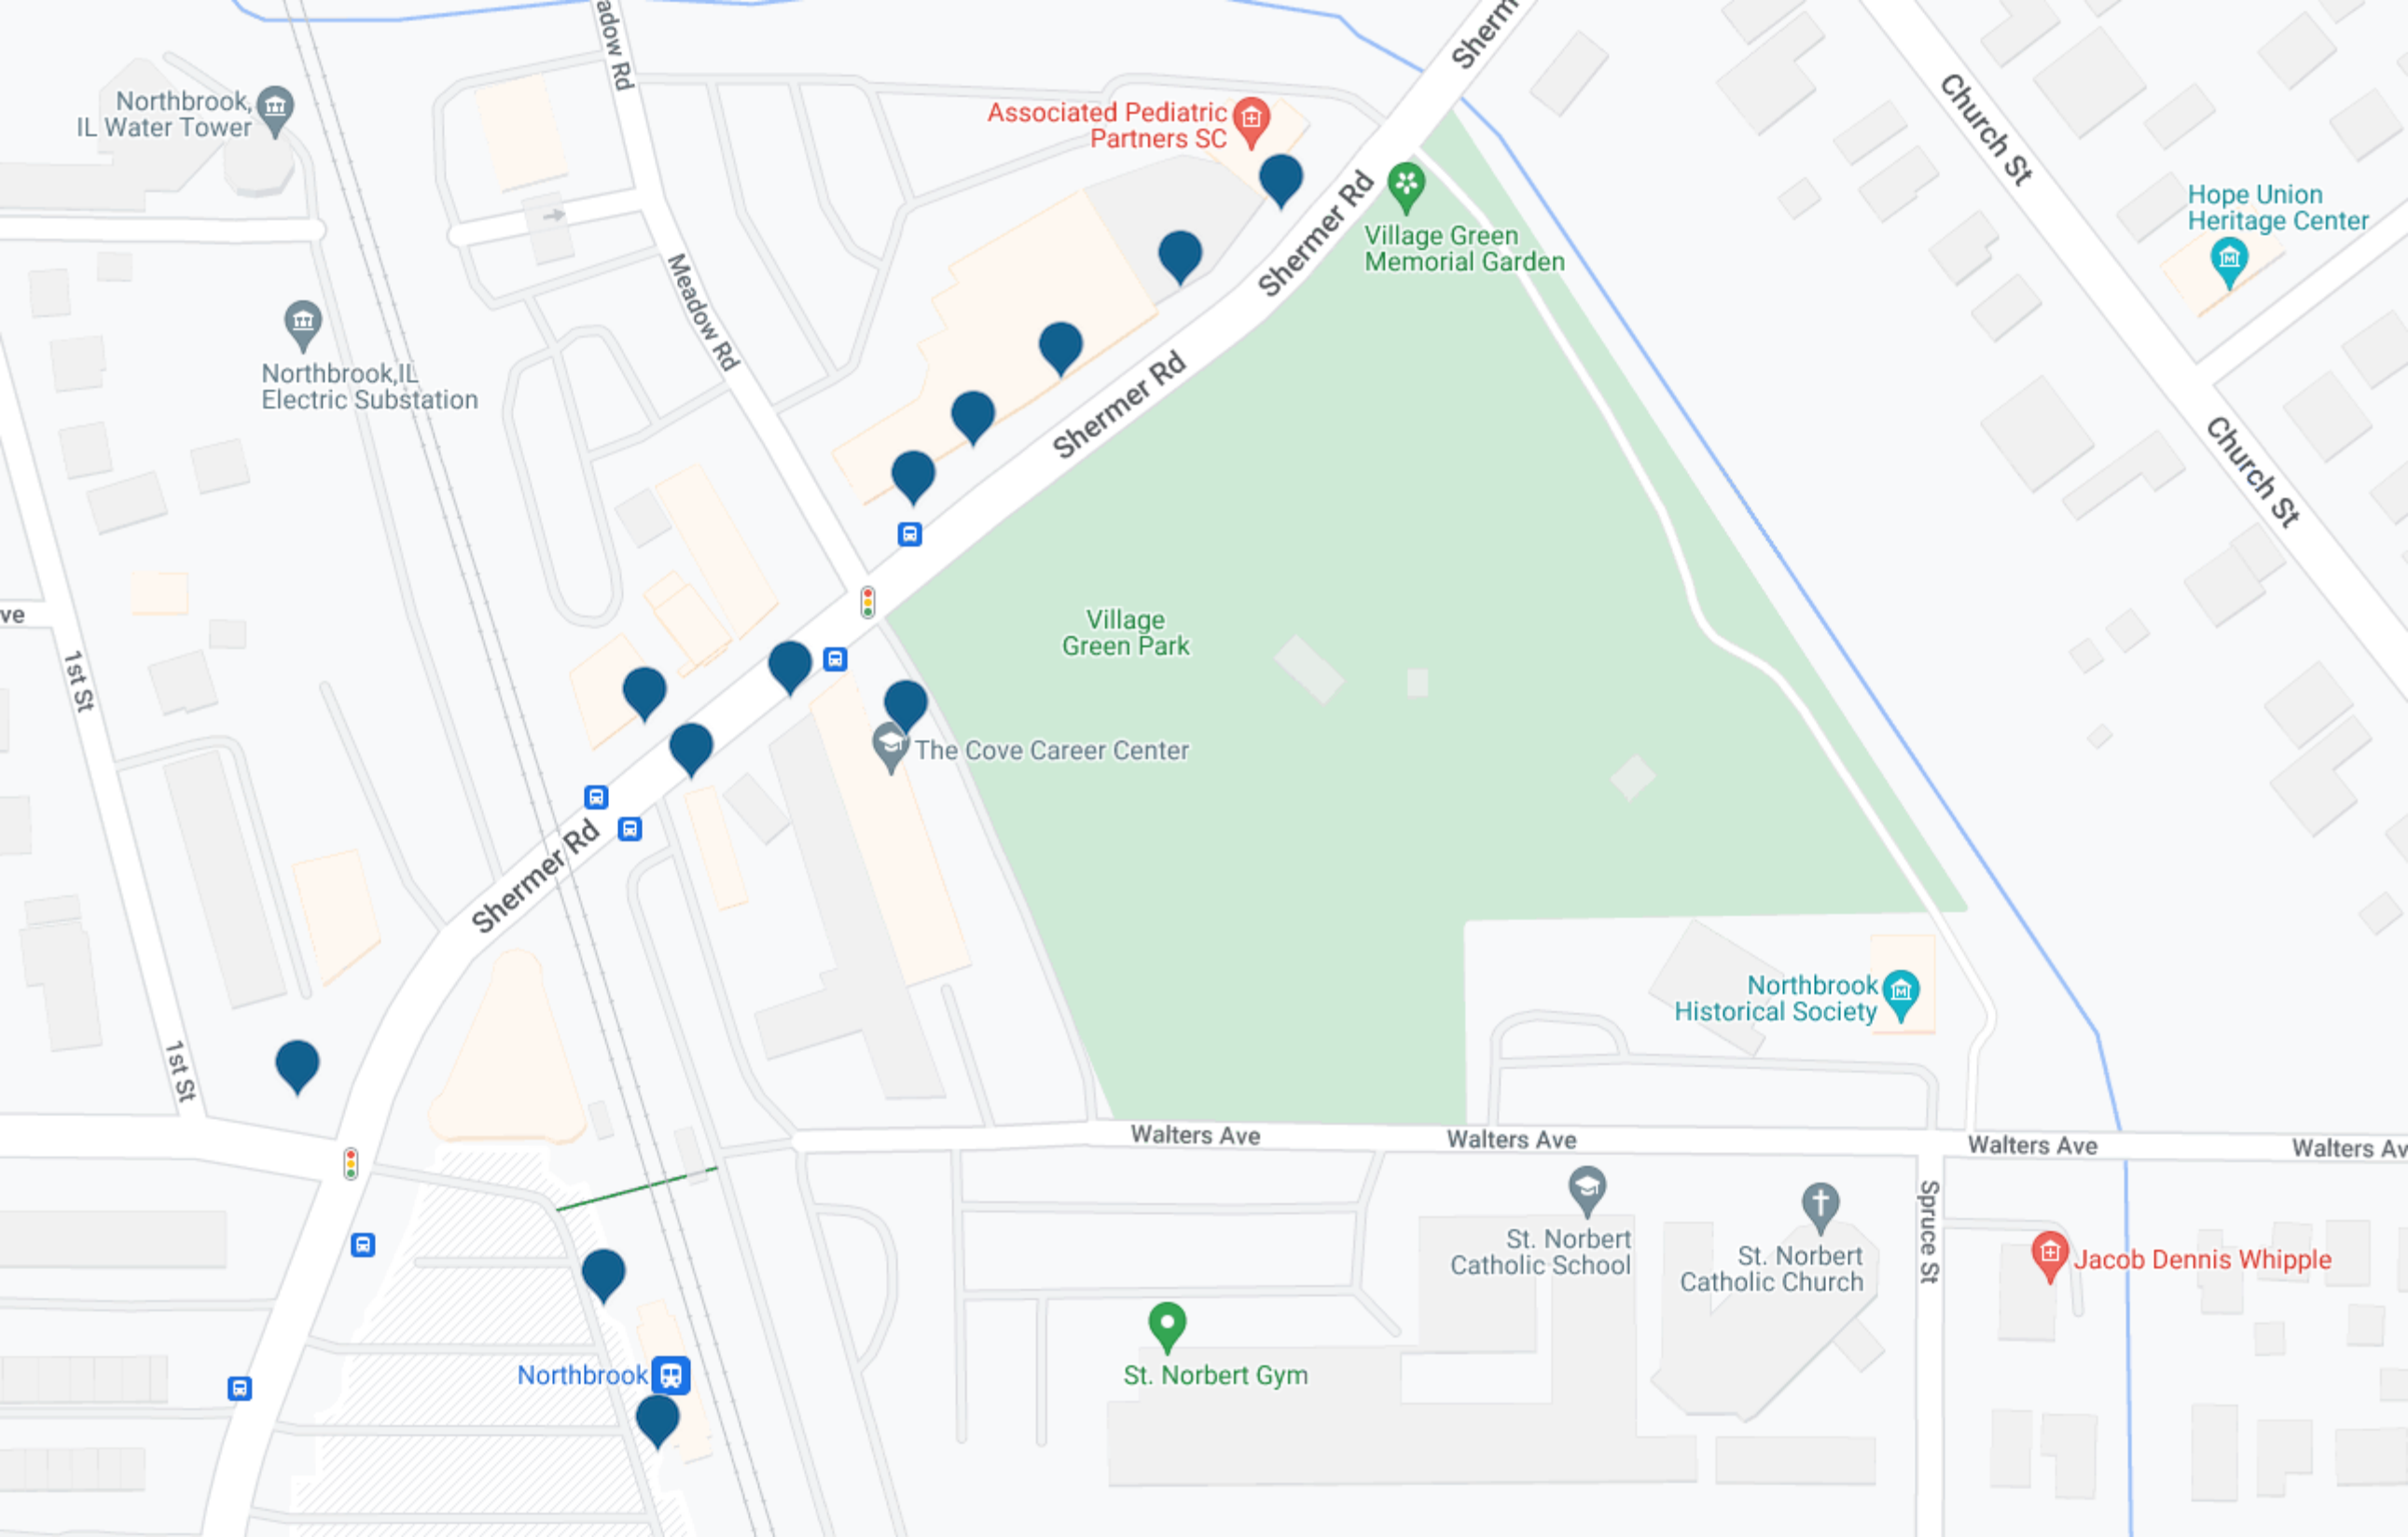 adow Rd
Sherm
Northbrook,
IL Water Tower
Associated Pediatric
Partners SC
Church St
Shermer Rd
Village Green
Memorial Garden
Hope Union
Heritage Center
Meadow Rd
Northbrook,IL
Electric Substation
Shermer Rd
Church St
ve
Village
Green Park
1st St
The Cove Career Center
Shermer Rd
Northbrook
Historical Society
1st St
Walters Ave
Walters Ave
Walters Ave
Walters Av
Spruce St
St. Norbert
Catholic School
St. Norbert
Catholic Church
Jacob Dennis Whipple
Northbrook
St. Norbert Gym